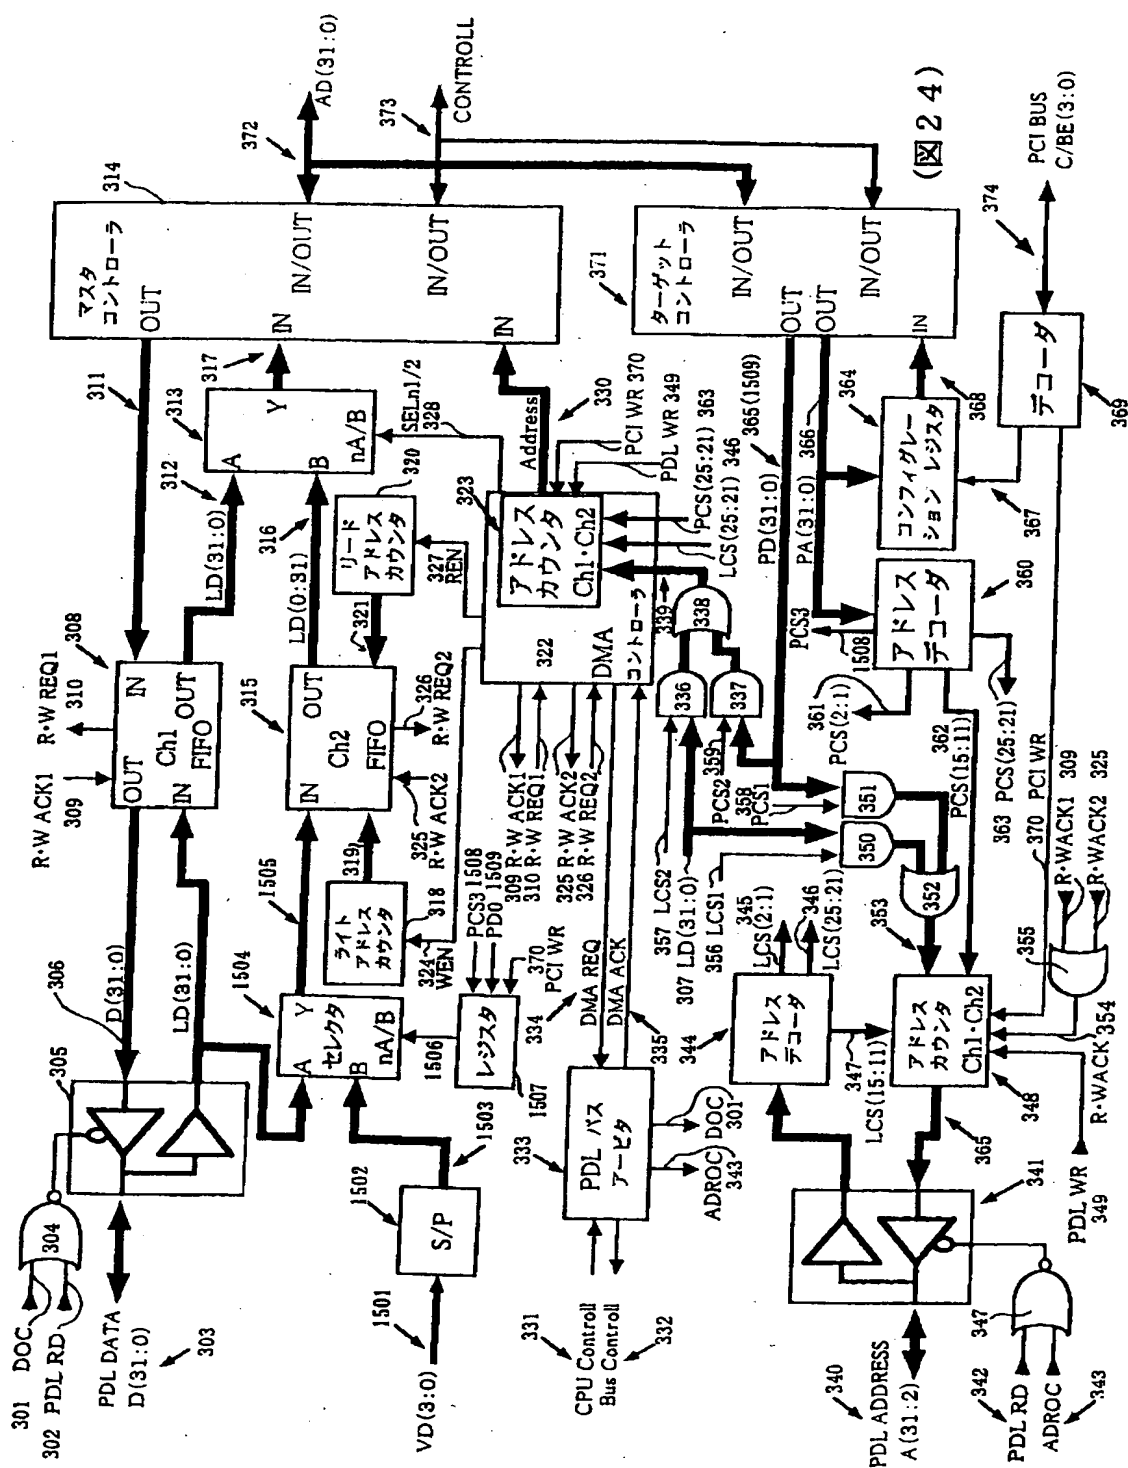 (図24)
301 DOC
302 PDL RD
304
PDL DATA
D(31:0)
303
305
306
D(31:0)
LD(31:0)
R·W ACK1
309
R·W REQ1
310
308
OUT
IN
Ch1
FIFO
IN
OUT
311
312
LD(31:0)
313
A
B
Y
nA/B
317
SELn1/2
328
マスタ
コントローラ
314
OUT
IN
IN/OUT
IN/OUT
IN
372
AD(31:0)
373
CONTROLL
VD(3:0)
1501
1502
S/P
1503
1504
A
B
Y
セレクタ
nA/B
1505
1506
レジスタ
1507
PCS3 1508
PD0 1509
370
PCI WR
ライト
アドレス
カウンタ
318
319
324
WEN
315
IN
OUT
Ch2
FIFO
325
R·W ACK2
326
R·W REQ2
LD(0:31)
316
リード
アドレス
カウンタ
320
321
327
REN
322
DMA
コントローラ
323
アドレス
カウンタ
Ch1·Ch2
Address
330
PCI WR 370
PDL WR 349
PCS(25:21) 363
LCS(25:21) 346
309 R·W ACK1
310 R·W REQ1
325 R·W ACK2
326 R·W REQ2
331
CPU Controll
Bus Controll
332
333
PDL バス
アービタ
334
DMA REQ
DMA ACK
335
DOC
301
ADROC
343
339
338
336
337
357 LCS2
307 LD(31:0)
356 LCS1
359
PCS2
358
PCS1
350
351
352
353
PD(31:0)
365(1509)
PA(31:0)
366
ターゲット
コントローラ
371
OUT
OUT
IN
IN/OUT
IN/OUT
364
コンフィグレー
ション レジスタ
368
367
アドレス
デコーダ
360
PCS3
1508
361
PCS(2:1)
362
PCS(15:11)
363 PCS(25:21)
370 PCI WR
デコーダ
369
374
PCI BUS
C/BE(3:0)
340
PDL ADDRESS
A(31:2)
341
347
342
PDL RD
ADROC
343
344
アドレス
デコーダ
345
LCS(2:1)
346
LCS(25:21)
347
LCS(15:11)
アドレス
カウンタ
Ch1·Ch2
348
365
PDL WR
349
R·WACK
354
355
R·WACK1
309
R·WACK2
325